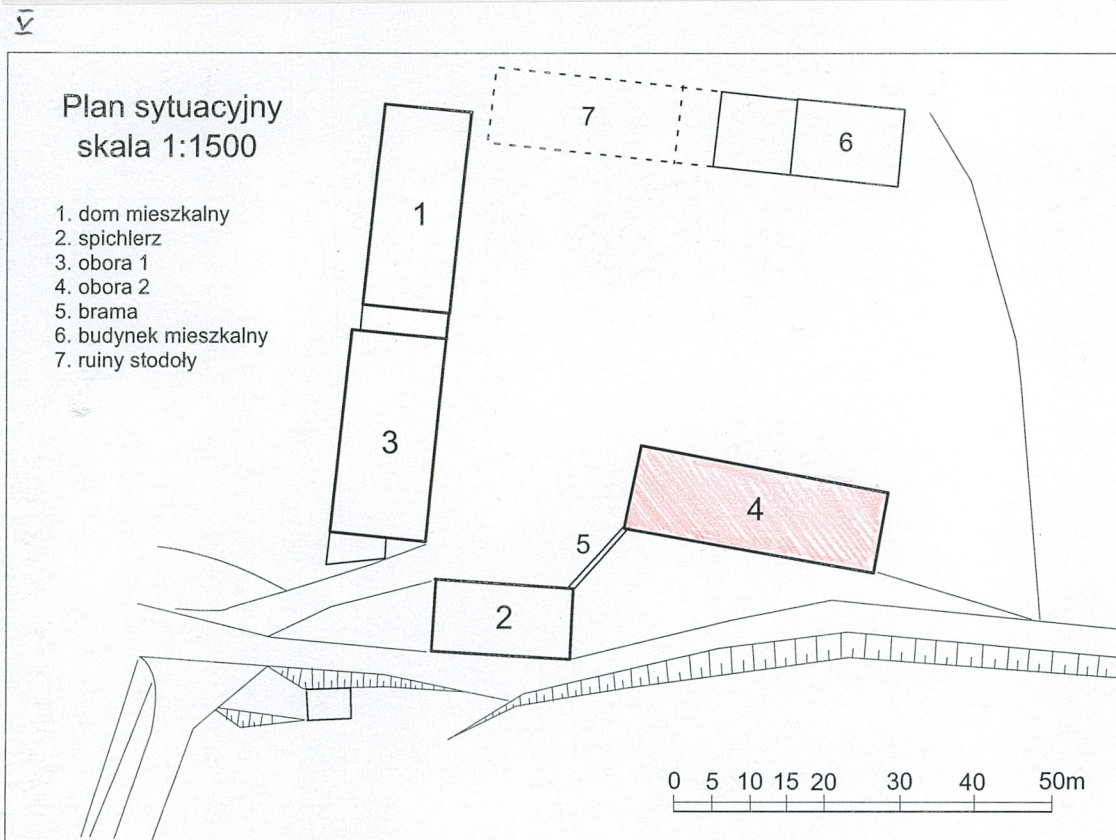 V
Plan sytuacyjny
skala 1:1500
1. dom mieszkalny
2. spichlerz
3. obora 1
4. obora 2
5. brama
6. budynek mieszkalny
7. ruiny stodoły
7
6
1
3
4
5
2
0 5 10 15 20 30 40 50m